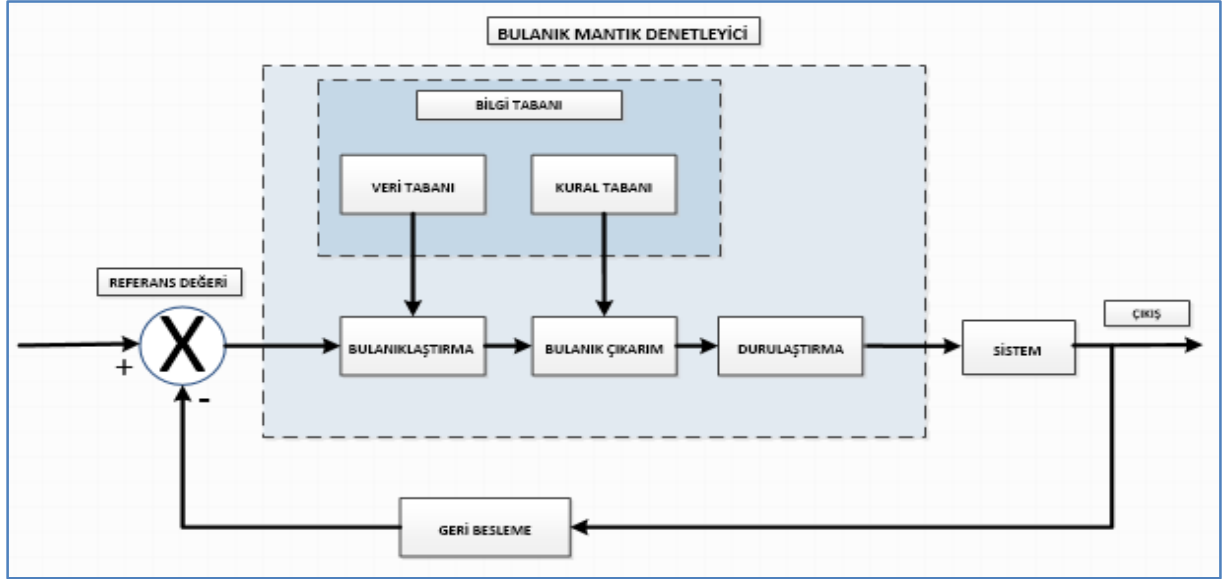 BULANIK MANTIK DENETLEYİCİ
BİLGİ TABANI
VERİ TABANI
KURAL TABANI
REFERANS DEĞERİ
X
+
-
BULANIKLAŞTIRMA
BULANIK ÇIKARIM
DURULAŞTIRMA
SİSTEM
ÇIKIŞ
GERİ BESLEME